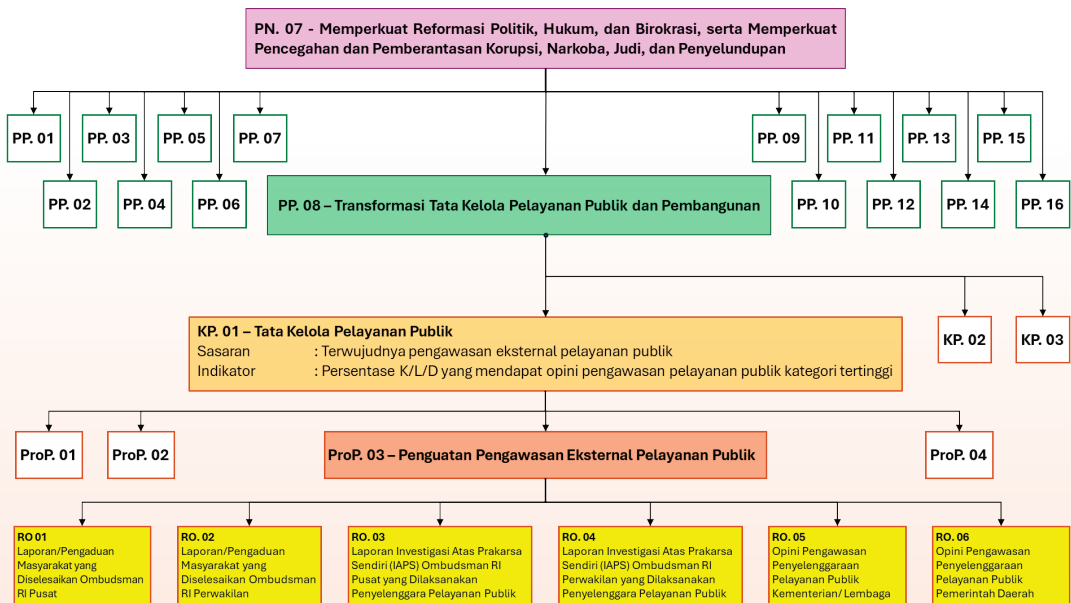 PN. 07 - Memperkuat Reformasi Politik, Hukum, dan Birokrasi, serta Memperkuat
Pencegahan dan Pemberantasan Korupsi, Narkoba, Judi, dan Penyelundupan
PP. 01
PP. 03
PP. 05
PP. 07
PP. 09
PP. 11
PP. 13
PP. 15
PP. 02
PP. 04
PP. 06
PP. 08 – Transformasi Tata Kelola Pelayanan Publik dan Pembangunan
PP. 10
PP. 12
PP. 14
PP. 16
KP. 01 – Tata Kelola Pelayanan Publik
Sasaran : Terwujudnya pengawasan eksternal pelayanan publik
Indikator : Persentase K/L/D yang mendapat opini pengawasan pelayanan publik kategori tertinggi
KP. 02
KP. 03
ProP. 01
ProP. 02
ProP. 03 – Penguatan Pengawasan Eksternal Pelayanan Publik
ProP. 04
RO 01
Laporan/Pengaduan
Masyarakat yang
Diselesaikan Ombudsman
RI Pusat
RO. 02
Laporan/Pengaduan
Masyarakat yang
Diselesaikan Ombudsman
RI Perwakilan
RO. 03
Laporan Investigasi Atas Prakarsa
Sendiri (IAPS) Ombudsman RI
Pusat yang Dilaksanakan
Penyelenggara Pelayanan Publik
RO. 04
Laporan Investigasi Atas Prakarsa
Sendiri (IAPS) Ombudsman RI
Perwakilan yang Dilaksanakan
Penyelenggara Pelayanan Publik
RO. 05
Opini Pengawasan
Penyelenggaraan
Pelayanan Publik
Kementerian/ Lembaga
RO. 06
Opini Pengawasan
Penyelenggaraan
Pelayanan Publik
Pemerintah Daerah